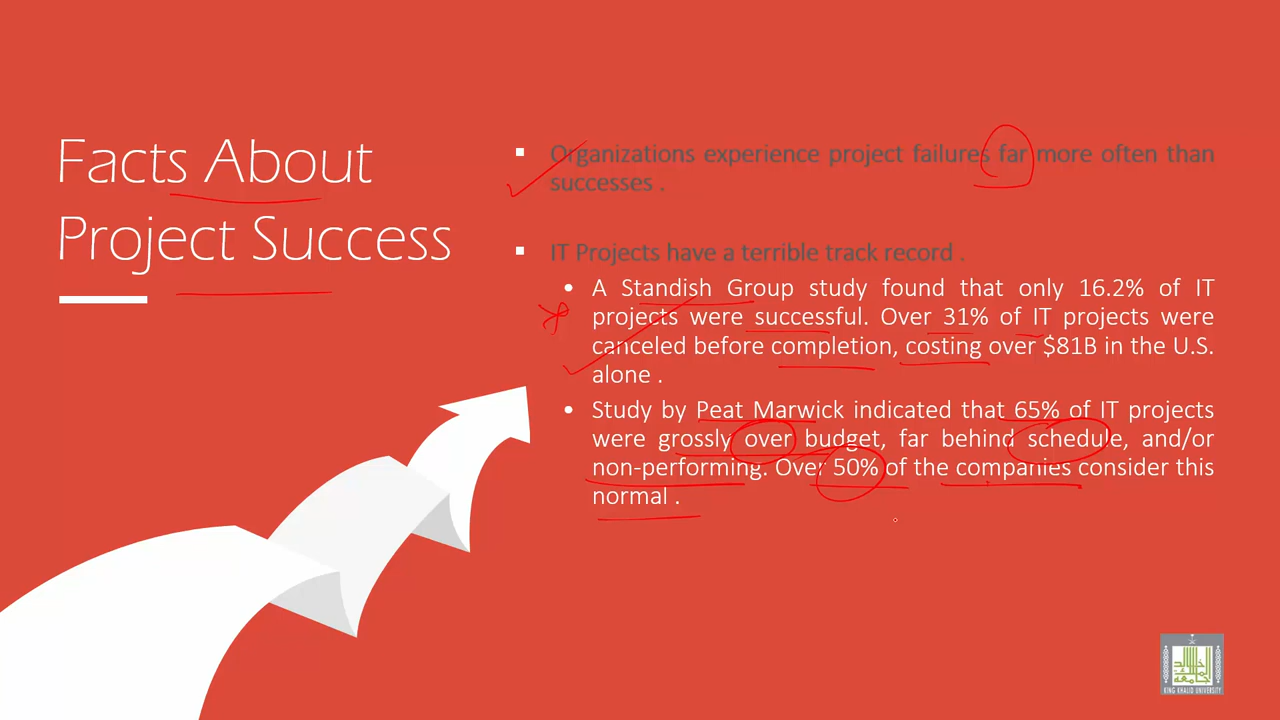 Facts About
Project Success
▪ Organizations experience project failures far more often than
successes .
▪ IT Projects have a terrible track record .
• A Standish Group study found that only 16.2% of IT
projects were successful. Over 31% of IT projects were
canceled before completion, costing over $81B in the U.S.
alone .
• Study by Peat Marwick indicated that 65% of IT projects
were grossly over budget, far behind schedule, and/or
non-performing. Over 50% of the companies consider this
normal .
KING KHALID UNIVERSITY